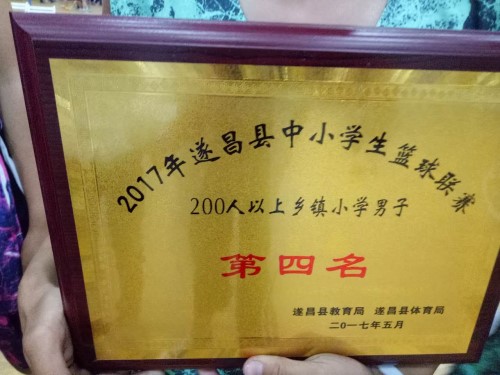 2017年遂昌县中小学生篮球联赛
200人以上乡镇小学男子
第四名
遂昌县教育局 遂昌县体育局
二0一七年五月